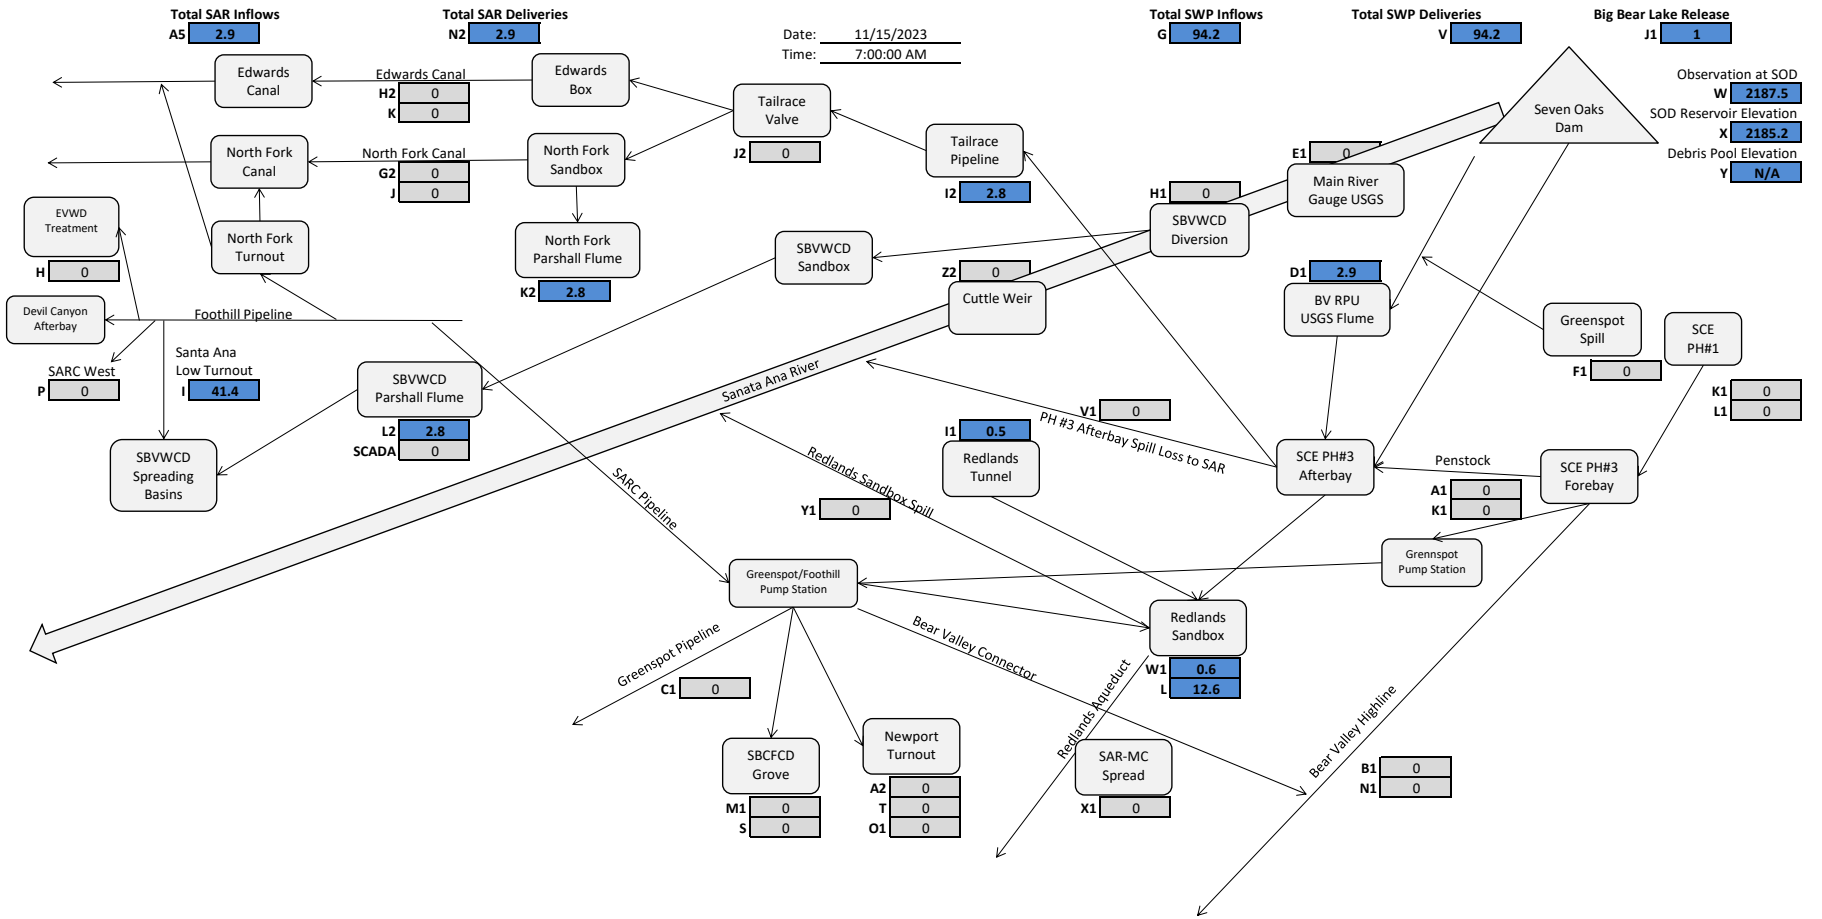 Total SAR Inflows
A5 2.9
Total SAR Deliveries
N2 2.9
Date: 11/15/2023
Time: 7:00:00 AM
Total SWP Inflows
G 94.2
Total SWP Deliveries
V 94.2
Big Bear Lake Release
J1 1
Observation at SOD
W 2187.5
SOD Reservoir Elevation
X 2185.2
Debris Pool Elevation
Y N/A
Seven Oaks
Dam
Edwards
Canal
Edwards Canal
H2 0
K 0
Edwards
Box
Tailrace
Valve
J2 0
Tailrace
Pipeline
I2 2.8
North Fork
Canal
North Fork Canal
G2 0
J 0
North Fork
Sandbox
E1 0
Main River
Gauge USGS
H1 0
SBVWCD
Diversion
EVWD
Treatment
H 0
North Fork
Turnout
North Fork
Parshall Flume
K2 2.8
SBVWCD
Sandbox
Z2 0
Cuttle Weir
D1 2.9
BV RPU
USGS Flume
Greenspot
Spill
F1 0
SCE
PH#1
K1 0
L1 0
Devil Canyon
Afterbay
Foothill Pipeline
SARC West
P 0
Santa Ana
Low Turnout
I 41.4
SBVWCD
Parshall Flume
L2 2.8
SCADA 0
Sanata Ana River
V1 0
PH #3 Afterbay Spill Loss to SAR
I1 0.5
Redlands
Tunnel
SBVWCD
Spreading
Basins
SARC Pipeline
Redlands Sandbox Spill
Y1 0
SCE PH#3
Afterbay
Penstock
A1 0
K1 0
SCE PH#3
Forebay
Grennspot
Pump Station
Greenspot/Foothill
Pump Station
Redlands
Sandbox
W1 0.6
L 12.6
Greenspot Pipeline
C1 0
Bear Valley Connector
Redlands Aqueduct
Bear Valley Highline
SBCFCD
Grove
M1 0
S 0
Newport
Turnout
A2 0
T 0
O1 0
SAR-MC
Spread
X1 0
B1 0
N1 0